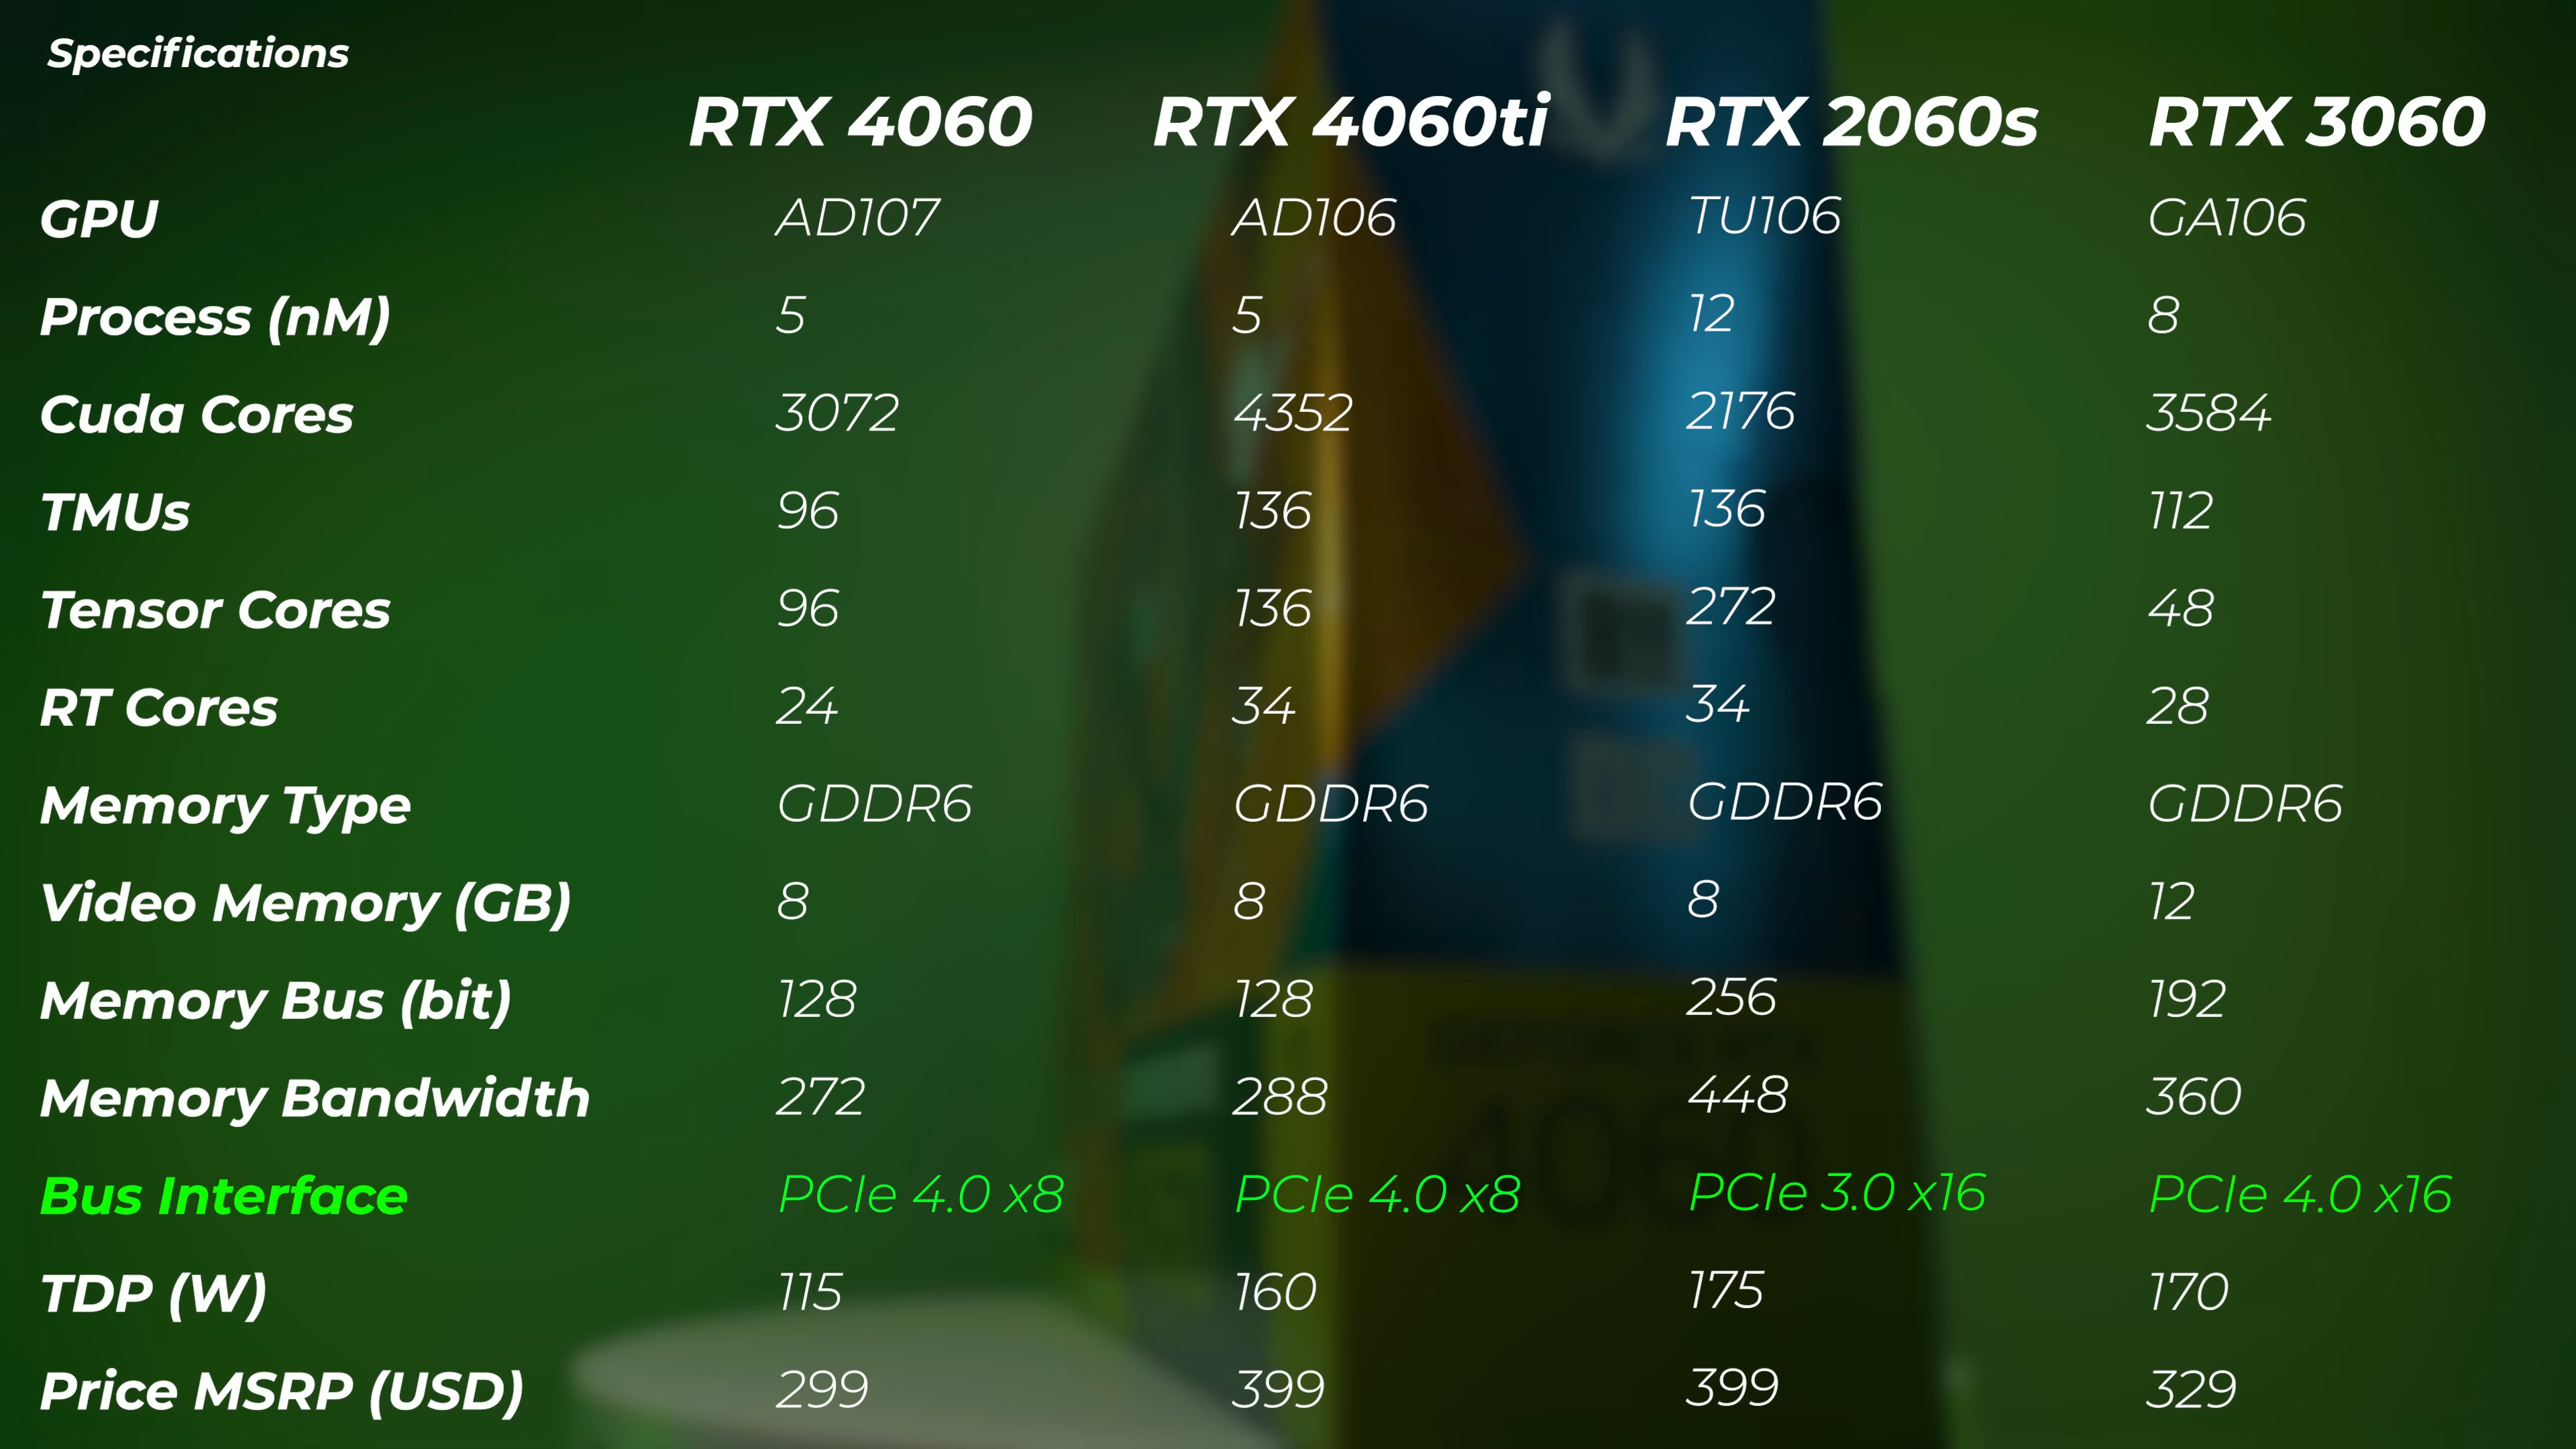 Specifications
RTX 4060 RTX 4060ti RTX 2060s RTX 3060
GPU AD107 AD106 TU106 GA106
Process (nM) 5 5 12 8
Cuda Cores 3072 4352 2176 3584
TMUs 96 136 136 112
Tensor Cores 96 136 272 48
RT Cores 24 34 34 28
Memory Type GDDR6 GDDR6 GDDR6 GDDR6
Video Memory (GB) 8 8 8 12
Memory Bus (bit) 128 128 256 192
Memory Bandwidth 272 288 448 360
Bus Interface PCIe 4.0 x8 PCIe 4.0 x8 PCIe 3.0 x16 PCIe 4.0 x16
TDP (W) 115 160 175 170
Price MSRP (USD) 299 399 399 329
4060